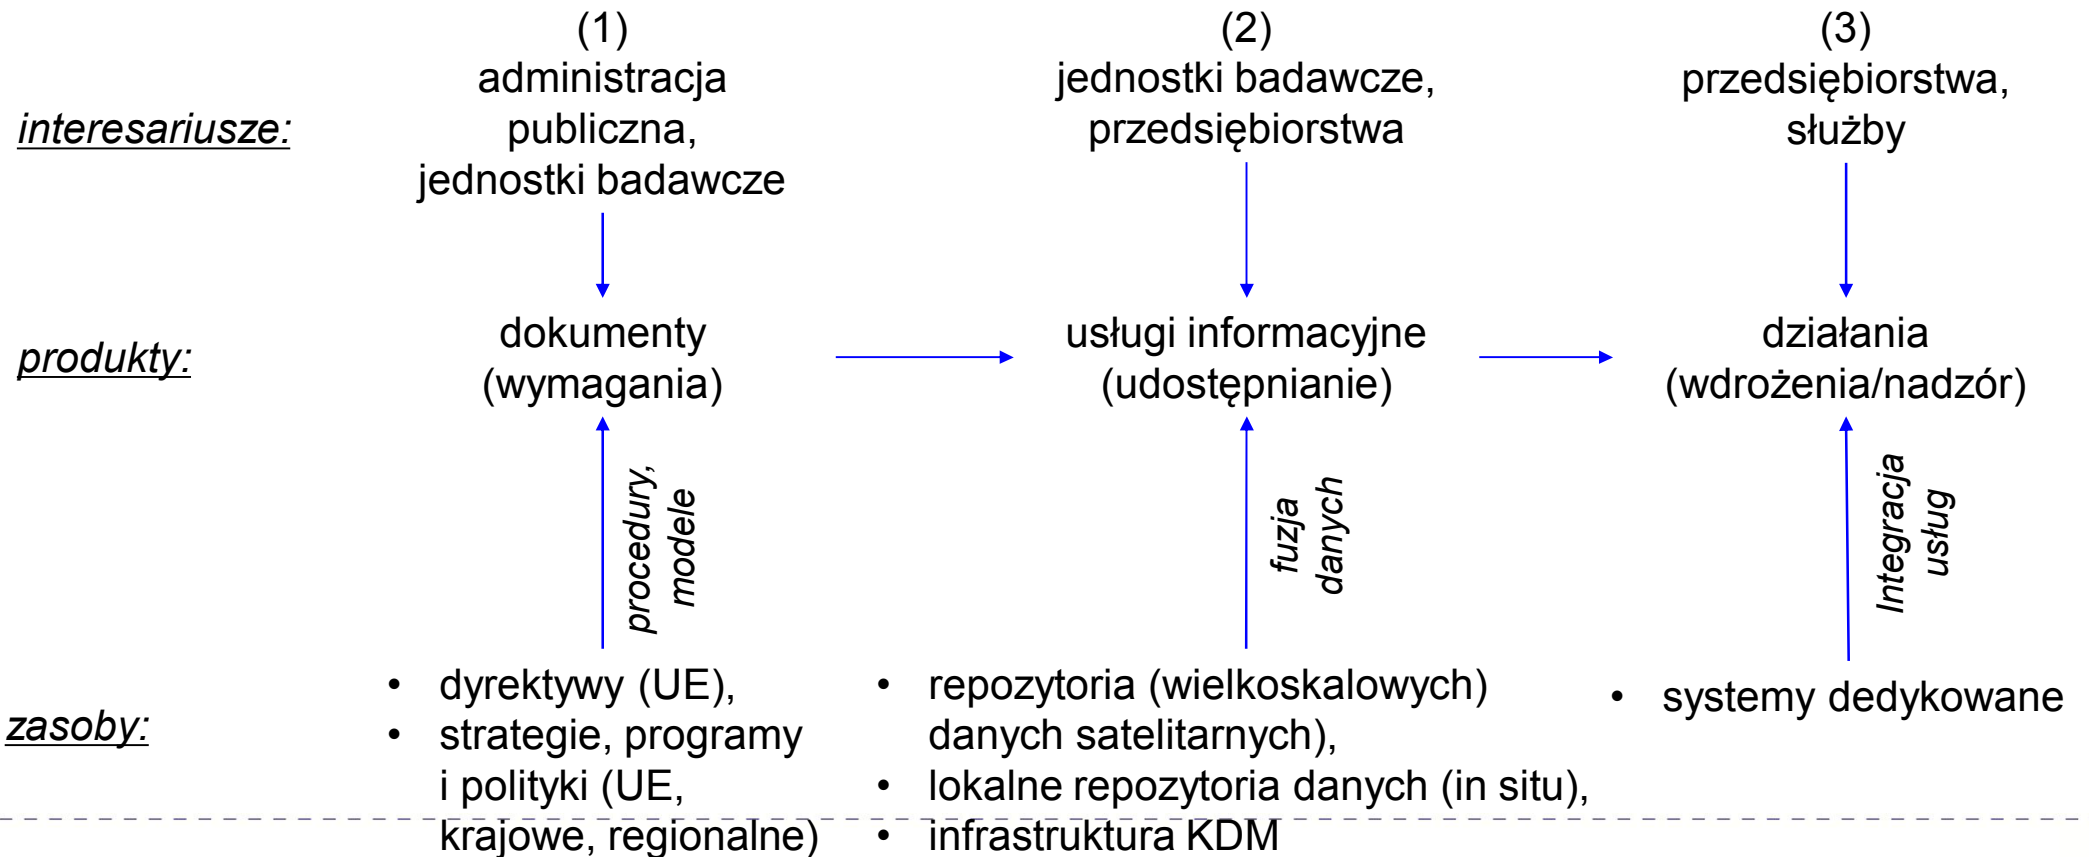 (1)
administracja
publiczna,
jednostki badawcze
(2)
jednostki badawcze,
przedsiębiorstwa
(3)
przedsiębiorstwa,
służby
interesariusze:
produkty:
dokumenty
(wymagania)
usługi informacyjne
(udostępnianie)
działania
(wdrożenia/nadzór)
procedury,
modele
fuzja
danych
Integracja
usług
zasoby:
• dyrektywy (UE),
• strategie, programy
i polityki (UE,
krajowe, regionalne)
• repozytoria (wielkoskalowych)
danych satelitarnych),
• lokalne repozytoria danych (in situ),
• infrastruktura KDM
• systemy dedykowane